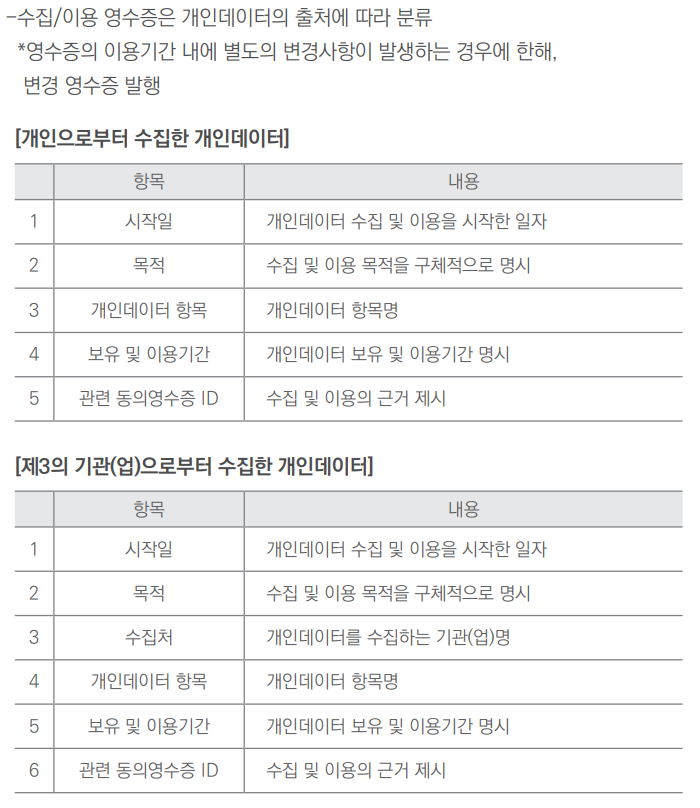 -수집/이용 영수증은 개인데이터의 출처에 따라 분류
*영수증의 이용기간 내에 별도의 변경사항이 발생하는 경우에 한해,
변경 영수증 발행
[개인으로부터 수집한 개인데이터]
항목 내용
1 시작일 개인데이터 수집 및 이용을 시작한 일자
2 목적 수집 및 이용 목적을 구체적으로 명시
3 개인데이터 항목 개인데이터 항목명
4 보유 및 이용기간 개인데이터 보유 및 이용기간 명시
5 관련 동의영수증 ID 수집 및 이용의 근거 제시
[제3의 기관(업)으로부터 수집한 개인데이터]
항목 내용
1 시작일 개인데이터 수집 및 이용을 시작한 일자
2 목적 수집 및 이용 목적을 구체적으로 명시
3 수집처 개인데이터를 수집하는 기관(업)명
4 개인데이터 항목 개인데이터 항목명
5 보유 및 이용기간 개인데이터 보유 및 이용기간 명시
6 관련 동의영수증 ID 수집 및 이용의 근거 제시